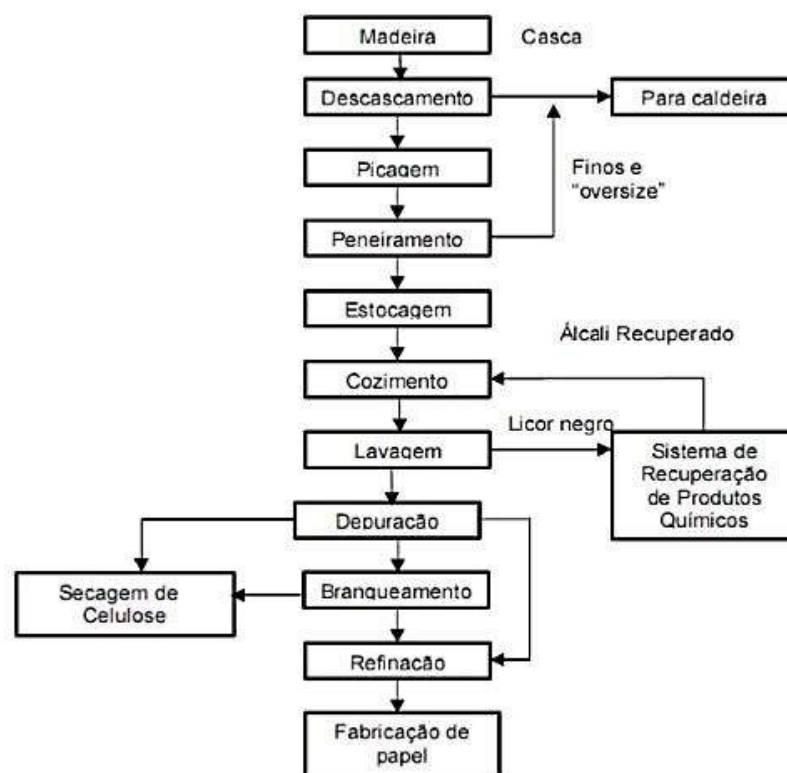 Madeira
Casca
Descascamento
Para caldeira
Picagem
Finos e
“oversize”
Peneiramento
Estocagem
Álcali Recuperado
Cozimento
Licor negro
Lavagem
Sistema de
Recuperação
de Produtos
Químicos
Depuração
Secagem de
Celulose
Branqueamento
Refinação
Fabricação de
papel